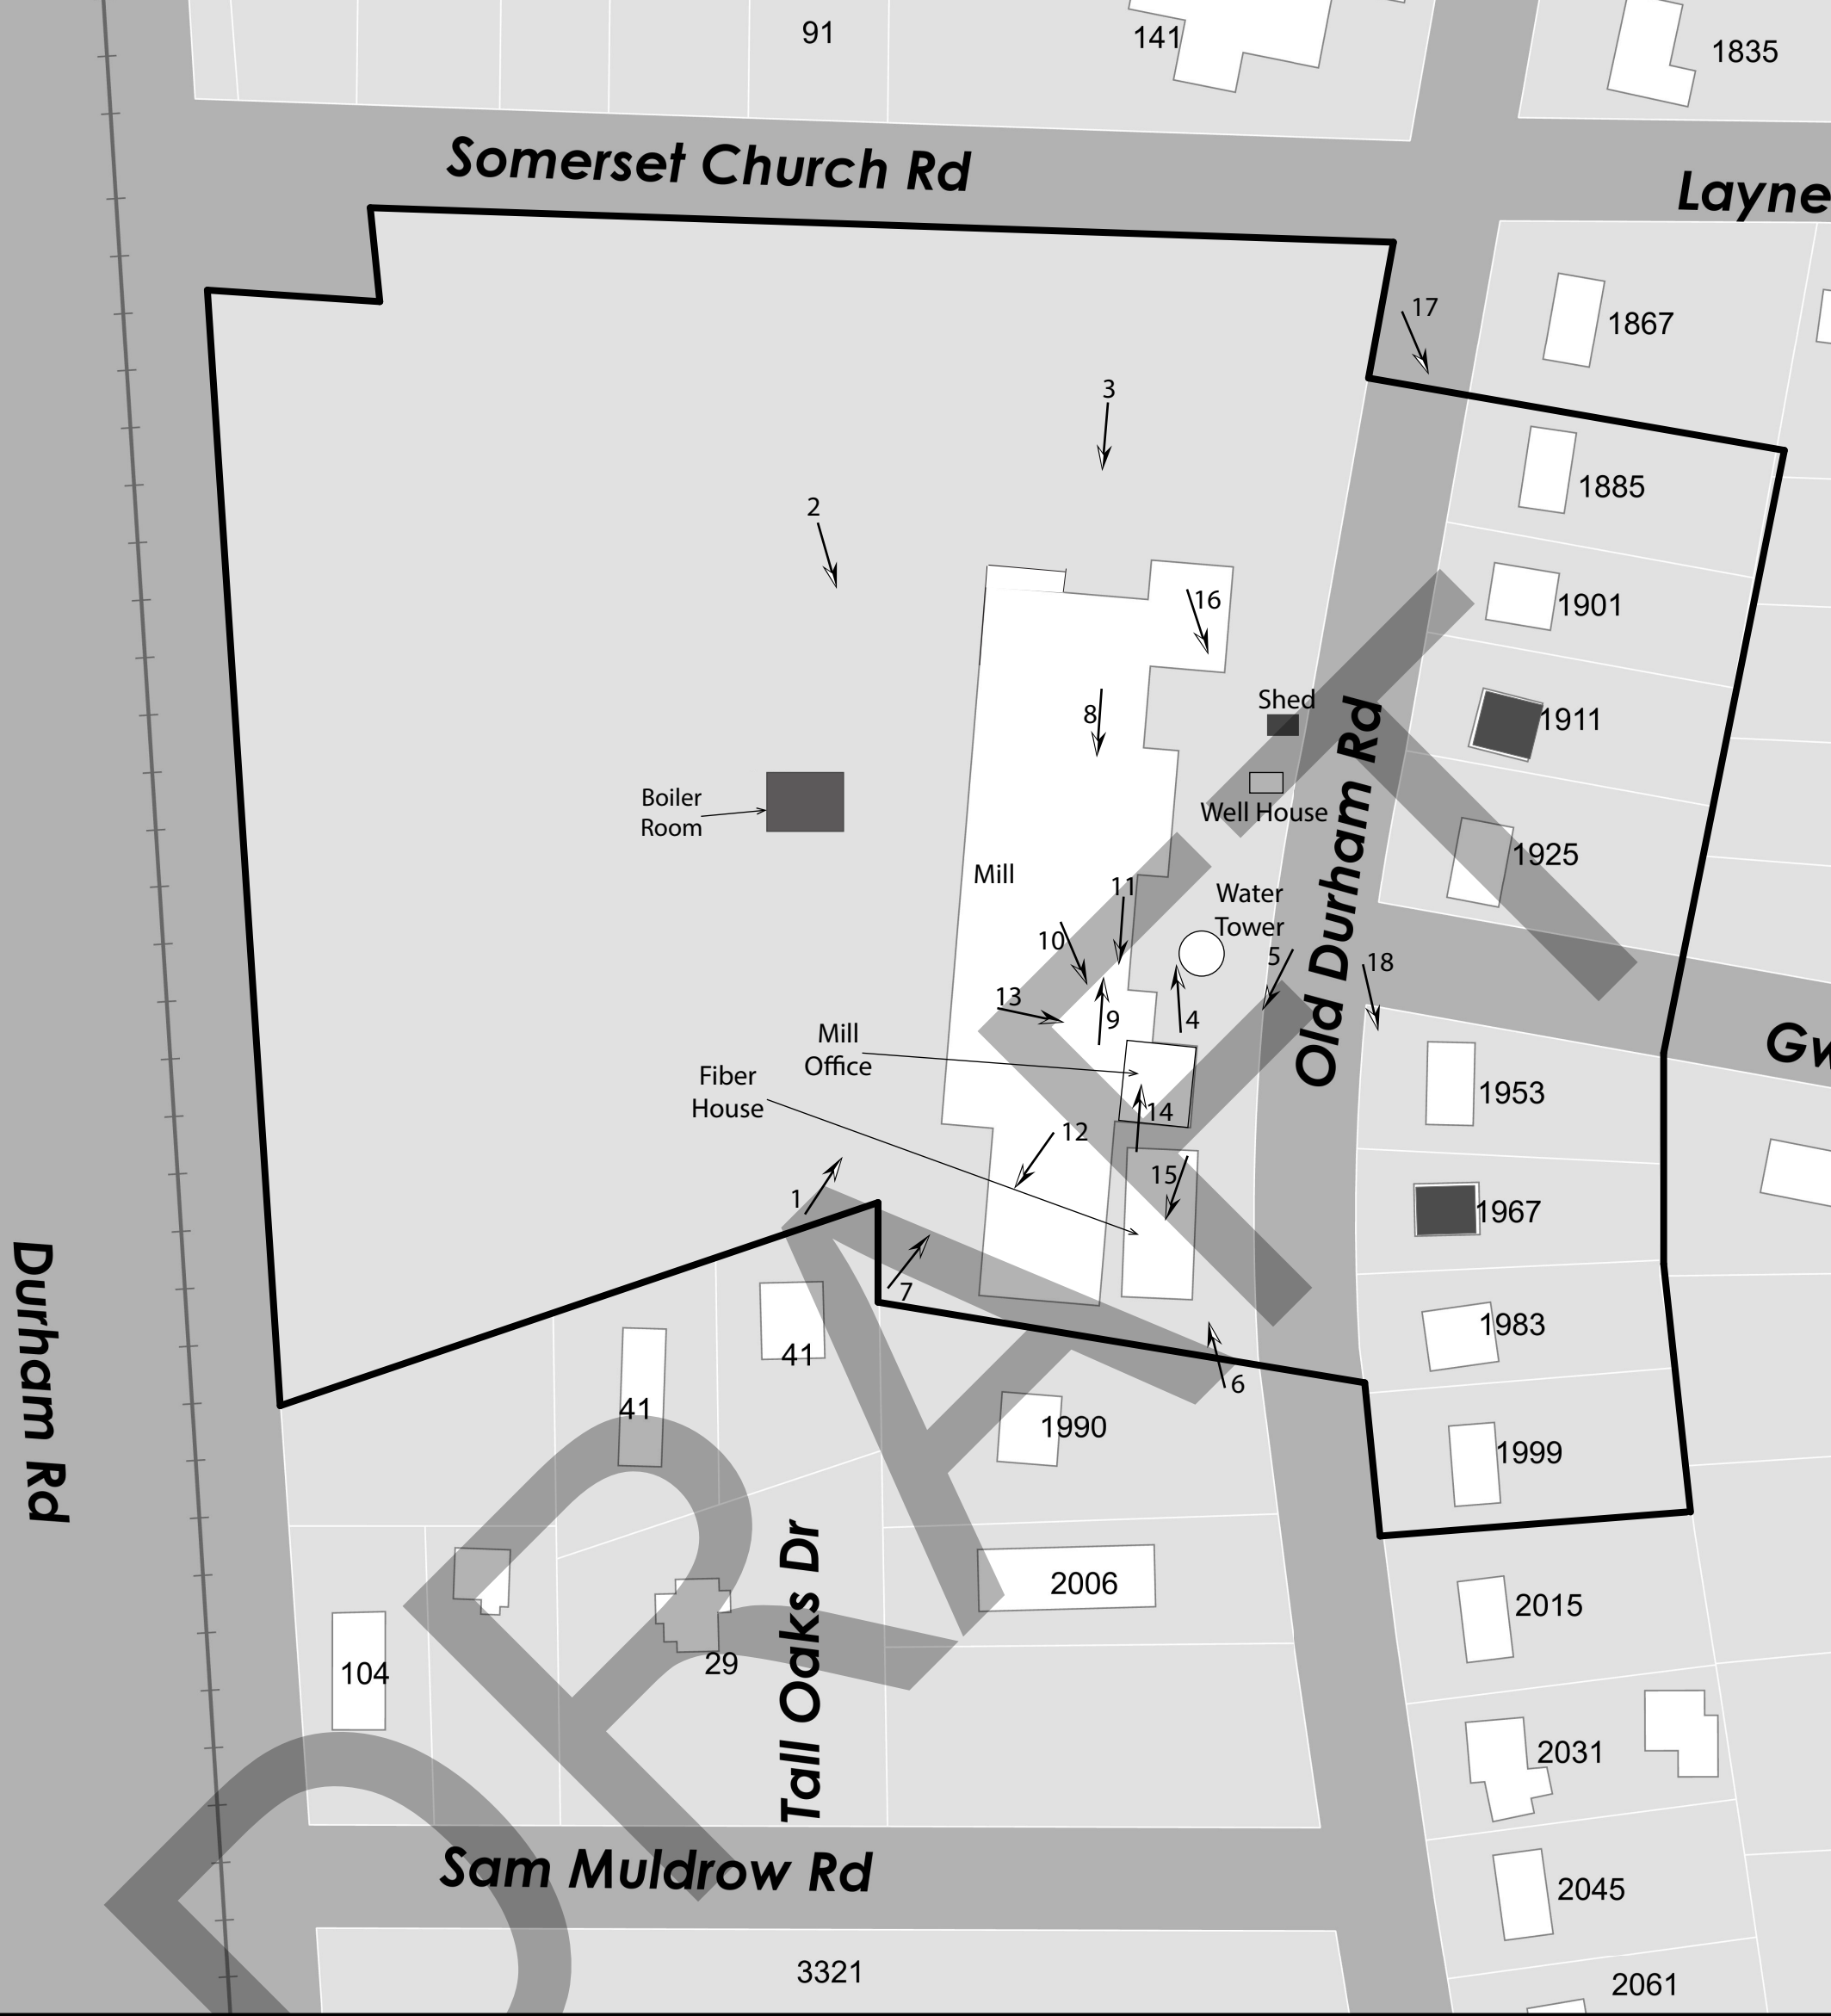 91
141
1835
Somerset Church Rd
Layne
17
1867
3
1885
2
16
1901
Shed
8
1911
Boiler
Room
Well House
Old Durham Rd
1925
Mill
11
Water
Tower
10
5
18
13
9
4
Mill
Office
Gw
Fiber
House
1953
14
12
15
1
1967
7
1983
41
6
41
1990
1999
Durham Rd
2006
2015
29
104
Tall Oaks Dr
2031
Sam Muldrow Rd
2045
3321
2061
DRAFT